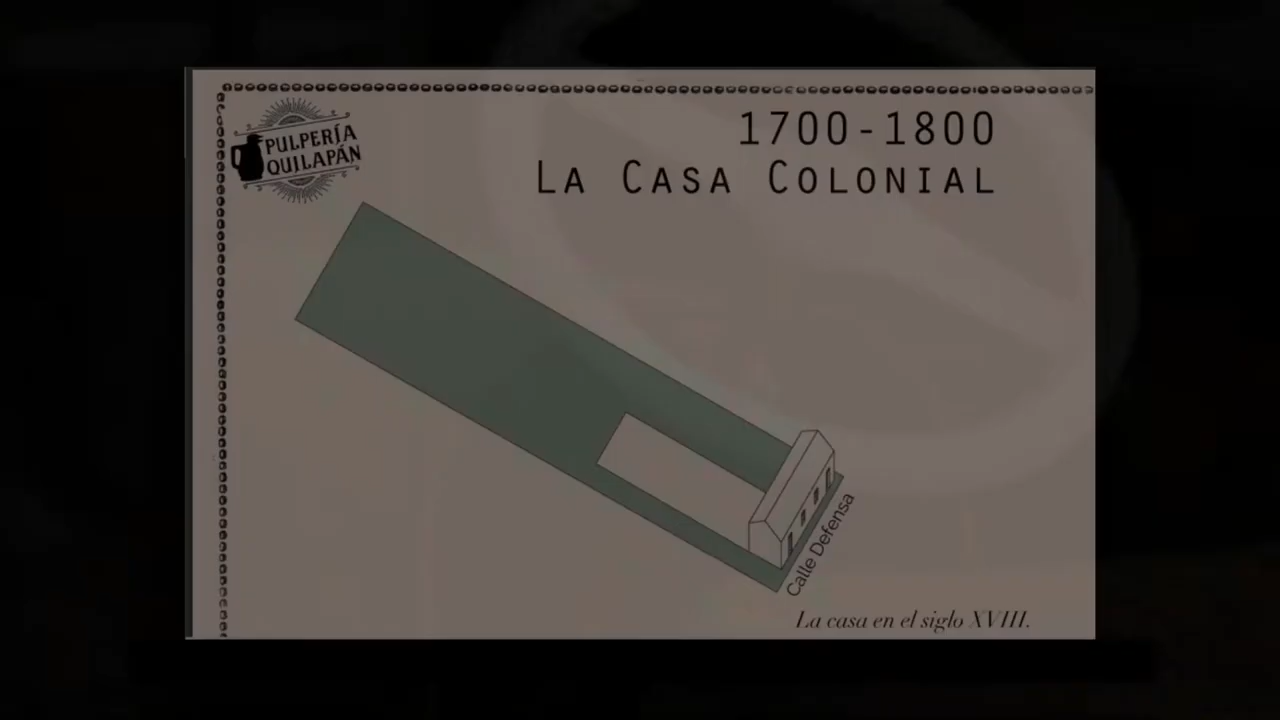 PULPERÍA
QUILAPÁN
1700-1800
LA CASA COLONIAL
Calle Defensa
La casa en el siglo XVIII.